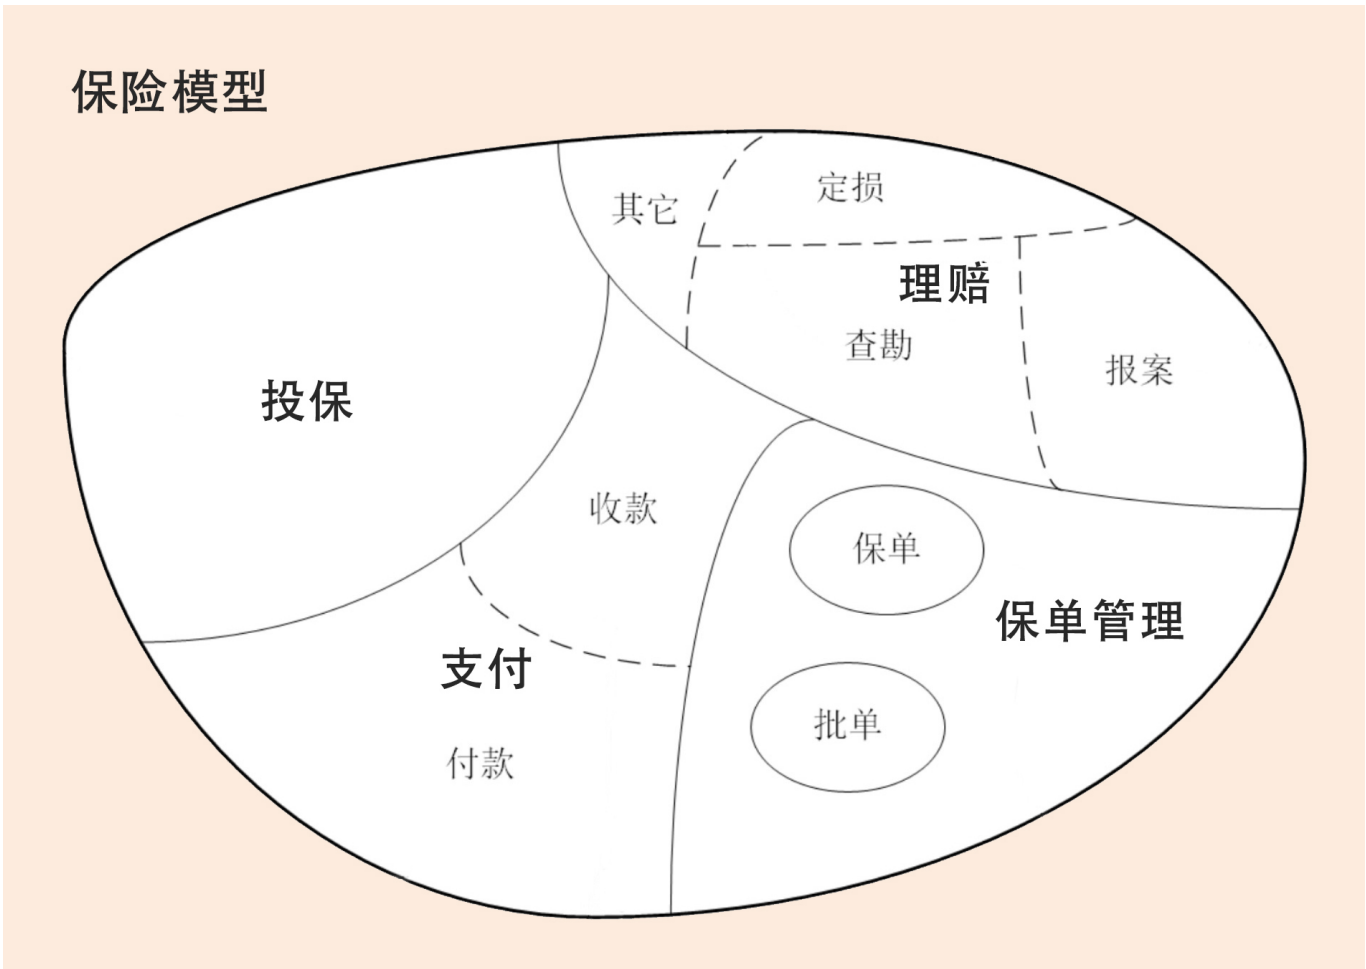 保险模型
其它
定损
理赔
查勘
报案
投保
收款
保单
保单管理
支付
批单
付款